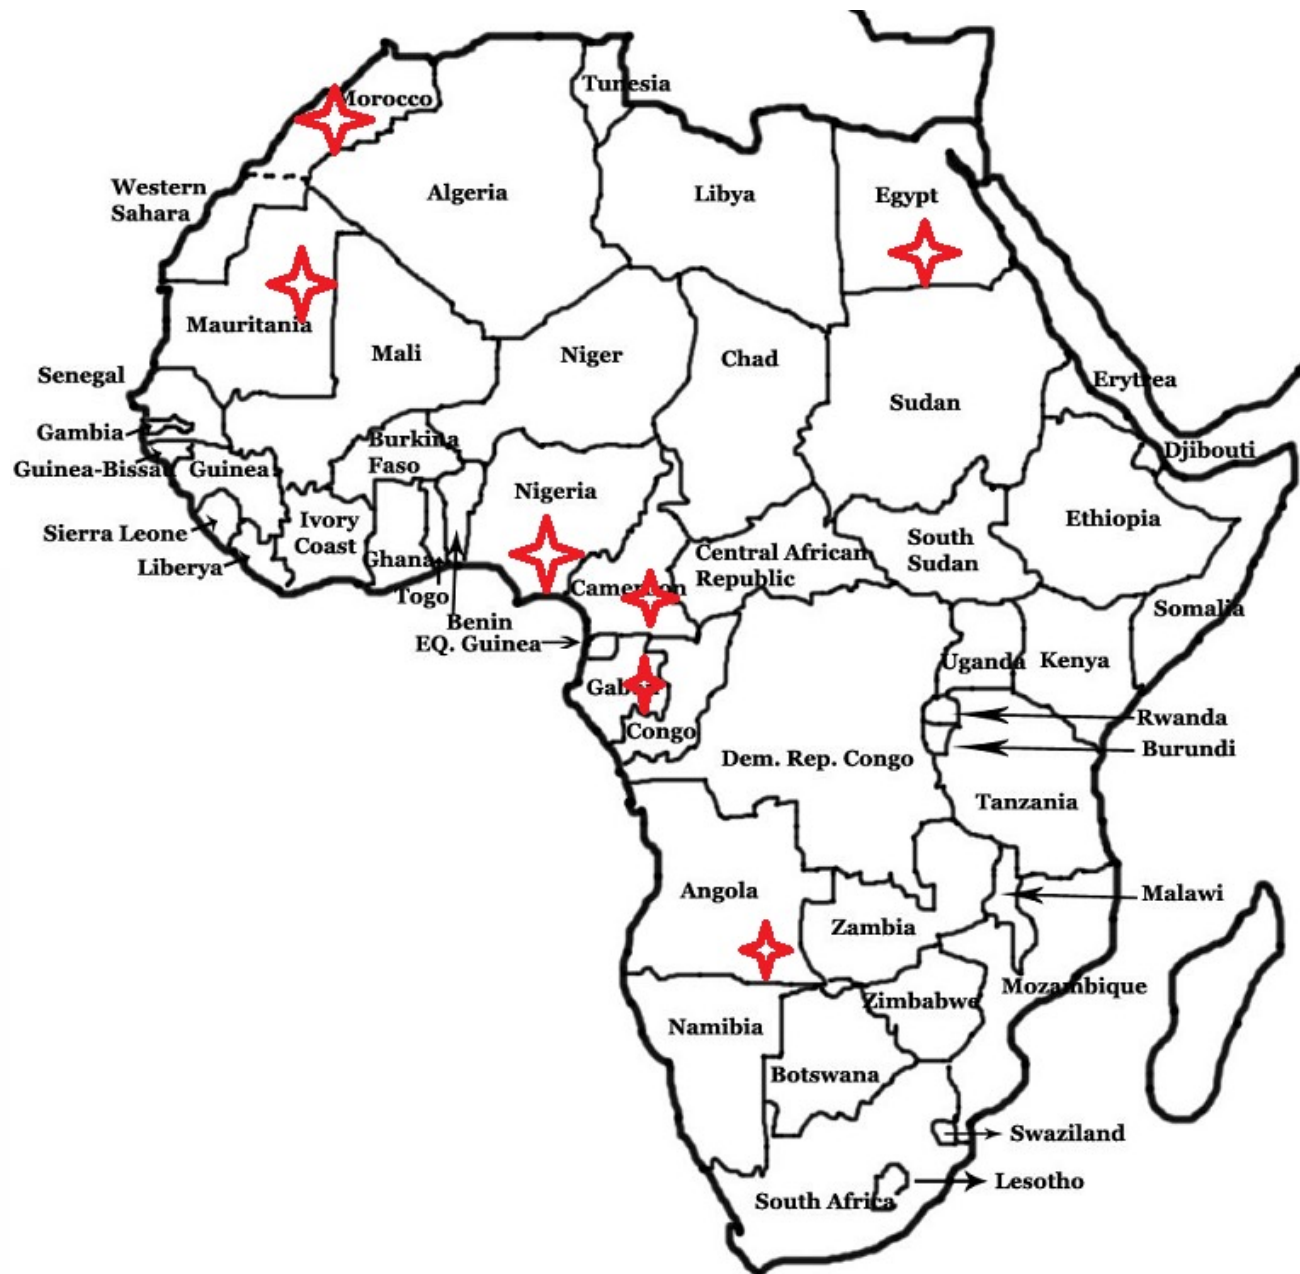 Tunesia
Morocco
Western
Sahara
Algeria
Libya
Egypt
Mauritania
Mali
Niger
Chad
Sudan
Erytrea
Senegal
Gambia
Guinea-Bissau
Guinea
Burkina
Faso
Nigeria
Djibouti
Sierra Leone
Ivory
Coast
Ghana
Liberya
Togo
Benin
EQ. Guinea
Cameroon
Central African
Republic
South
Sudan
Ethiopia
Somalia
Uganda
Kenya
Gabon
Congo
Rwanda
Burundi
Dem. Rep. Congo
Tanzania
Angola
Zambia
Malawi
Mozambique
Zimbabwe
Namibia
Botswana
Swaziland
Lesotho
South Africa